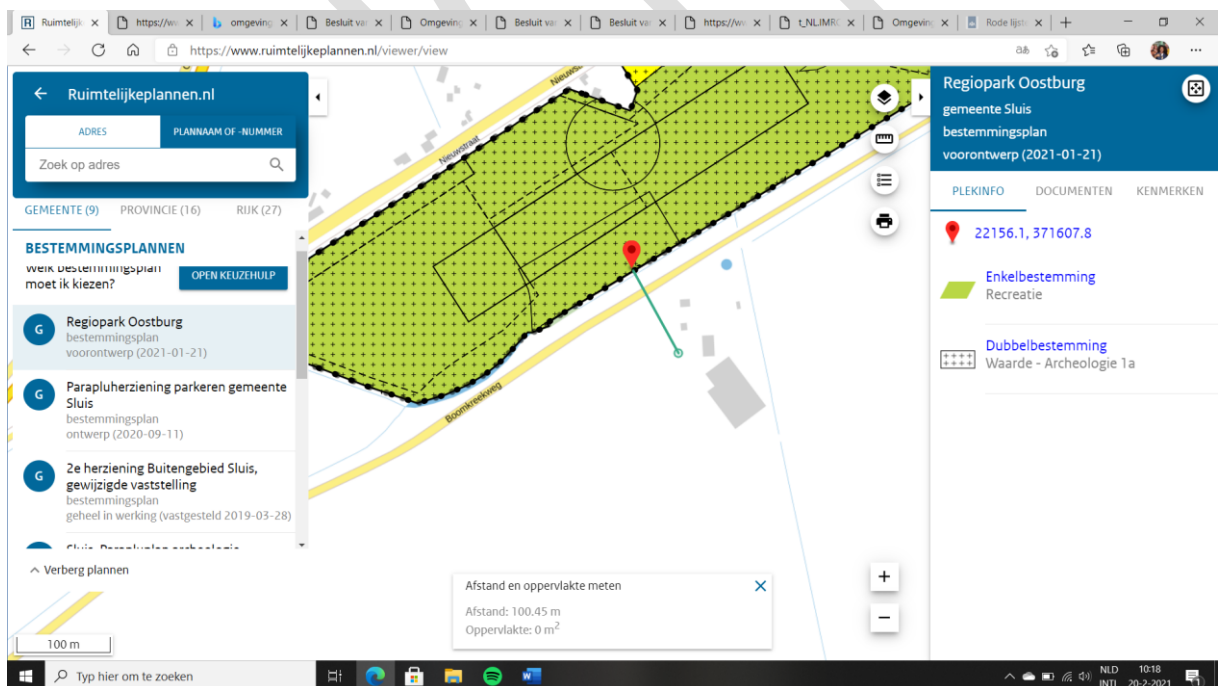 Ruimtelijk
https://w
omgeving
Besluit va
Omgeving
Besluit va
Besluit va
https://w
t_NL.IMR
Omgeving
Rode lijst
https://www.ruimtelijkeplannen.nl/viewer/view
Ruimtelijkeplannen.nl
ADRES
PLANNAAM OF -NUMMER
Zoek op adres
GEMEENTE (9)
PROVINCIE (16)
RIJK (27)
BESTEMMINGSPLANNEN
Welk bestemmingsplan
moet ik kiezen?
OPEN KEUZEHULP
G
Regiopark Oostburg
bestemmingsplan
voorontwerp (2021-01-21)
G
Parapluherziening parkeren gemeente
Sluis
bestemmingsplan
ontwerp (2020-09-11)
G
2e herziening Buitengebied Sluis,
gewijzigde vaststelling
bestemmingsplan
geheel in werking (vastgesteld 2019-03-28)
Sluis, Parapluplan archeologie
Verberg plannen
100 m
Nieuwstraat
Boomkreekweg
Afstand en oppervlakte meten
Afstand: 100.45 m
Oppervlakte: 0 m²
Regiopark Oostburg
gemeente Sluis
bestemmingsplan
voorontwerp (2021-01-21)
PLEKINFO
DOCUMENTEN
KENMERKEN
22156.1, 371607.8
Enkelbestemming
Recreatie
Dubbelbestemming
Waarde - Archeologie 1a
Typ hier om te zoeken
NLD
INTL
10:18
20-2-2021